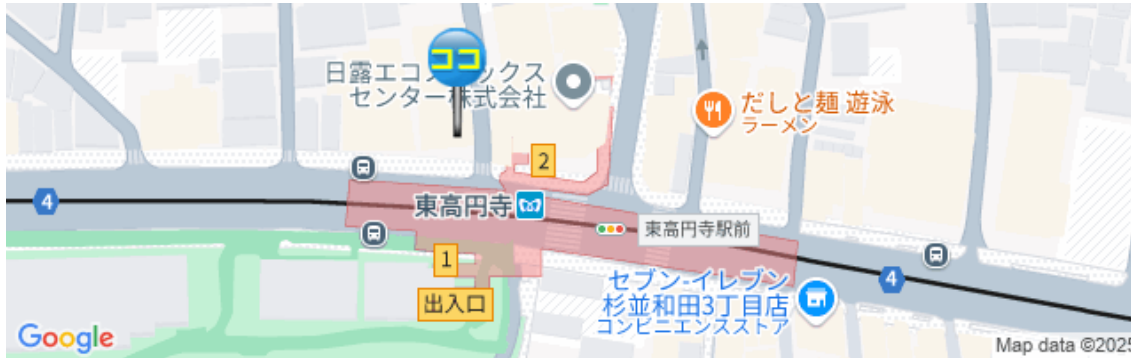 ココ
日露エコノミックス
センター株式会社
だしと麺 遊泳
ラーメン
2
4
東高円寺
東高円寺駅前
1
出入口
セブン-イレブン
杉並和田3丁目店
コンビニエンスストア
4
Google
Map data ©2025